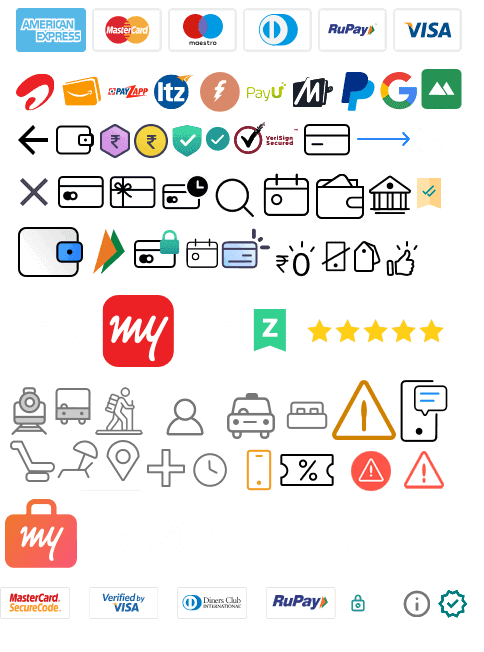 AMERICAN
EXPRESS
MasterCard
maestro
RuPay
VISA
PAYZAPP
Itz
PayU
VeriSign
Secured
₹
₹
₹0
my
Z
%
my
MasterCard.
SecureCode.
Verified by
VISA
Diners Club
INTERNATIONAL
RuPay